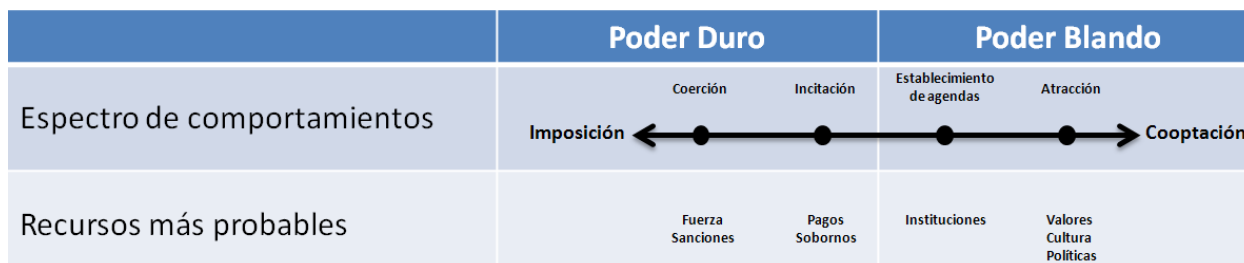 Poder Duro
Poder Blando
Espectro de comportamientos
Imposición
Coerción
Incitación
Establecimiento
de agendas
Atracción
Cooptación
Recursos más probables
Fuerza
Sanciones
Pagos
Sobornos
Instituciones
Valores
Cultura
Políticas